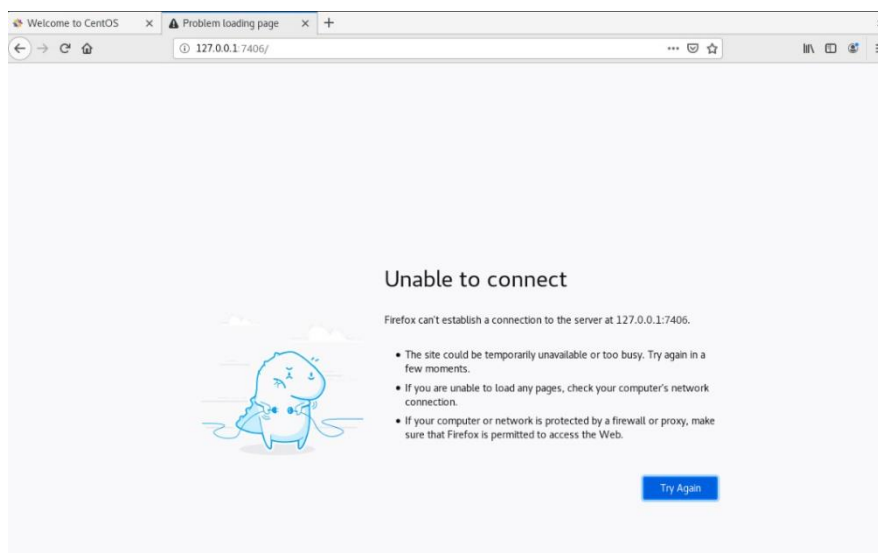 Welcome to CentOS
Problem loading page
127.0.0.1:7406/
Unable to connect
Firefox can't establish a connection to the server at 127.0.0.1:7406.
The site could be temporarily unavailable or too busy. Try again in a
few moments.
If you are unable to load any pages, check your computer's network
connection.
If your computer or network is protected by a firewall or proxy, make
sure that Firefox is permitted to access the Web.
Try Again